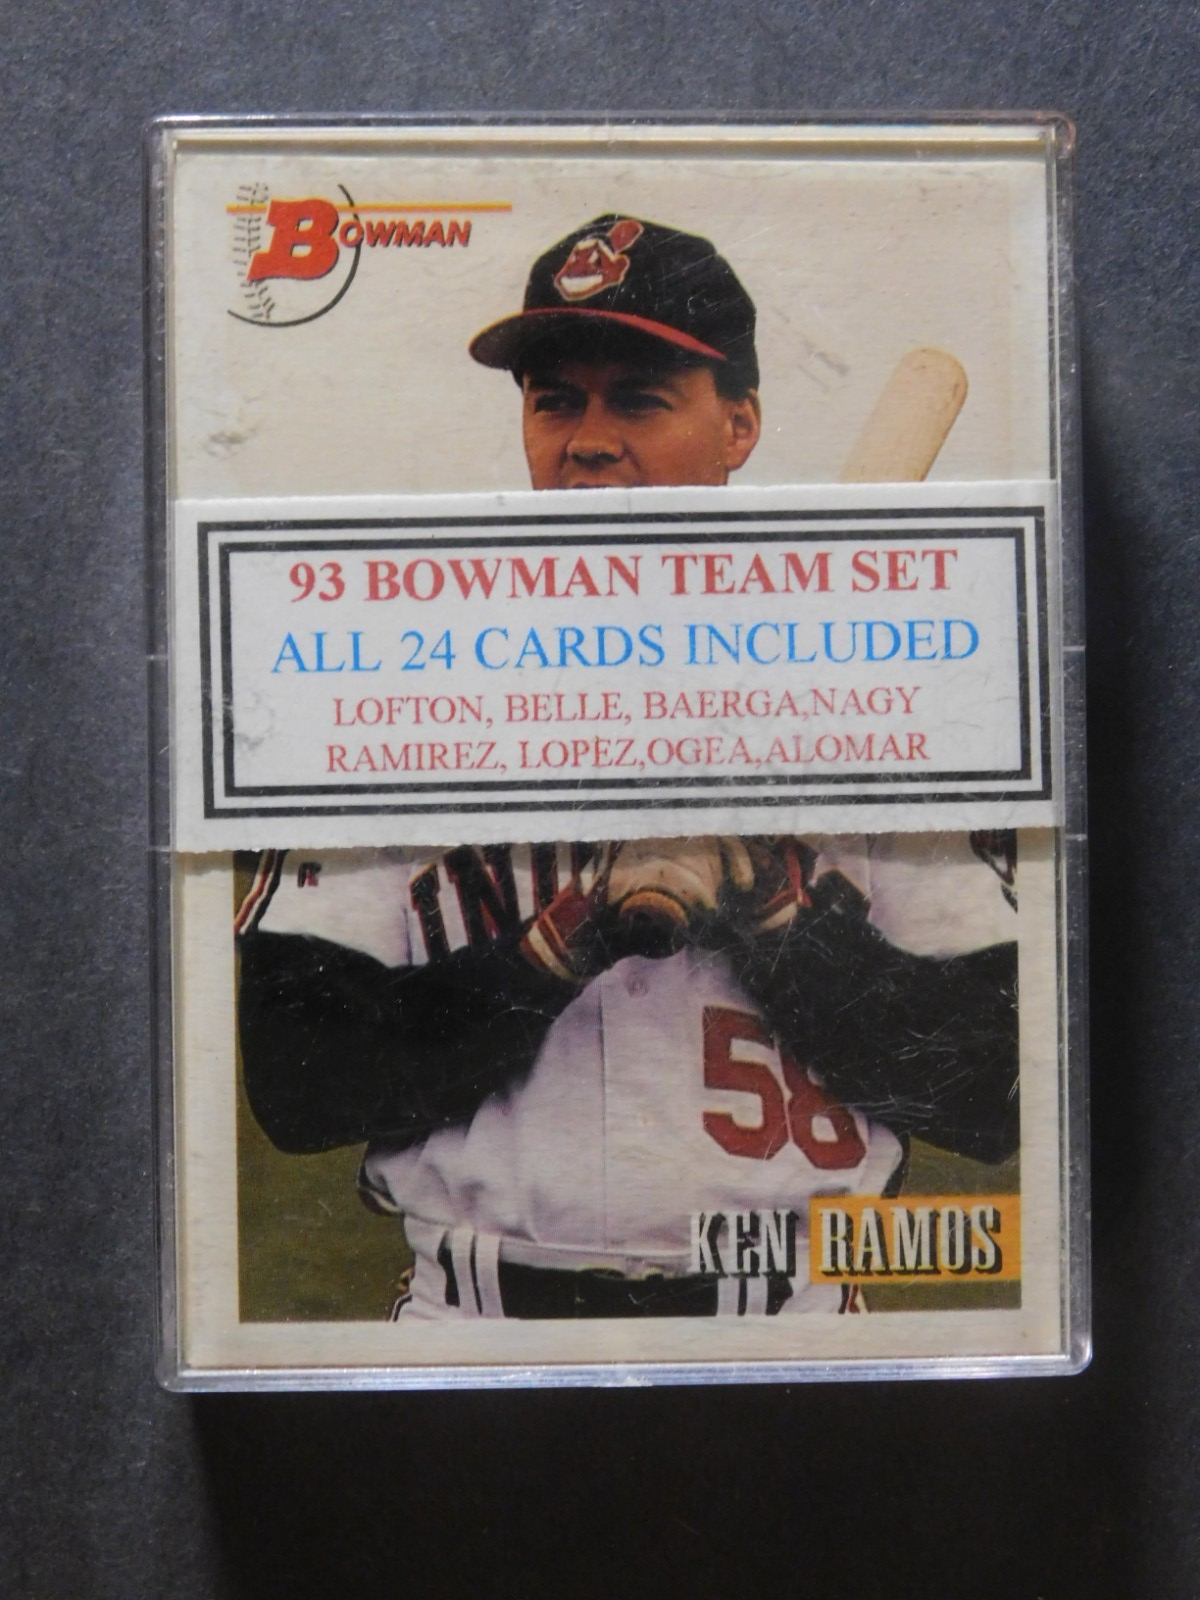 BOWMAN
93 BOWMAN TEAM SET
ALL 24 CARDS INCLUDED
LOFTON, BELLE, BAERGA,NAGY
RAMIREZ, LOPEZ,OGEA,ALOMAR
IND
58
KEN RAMOS